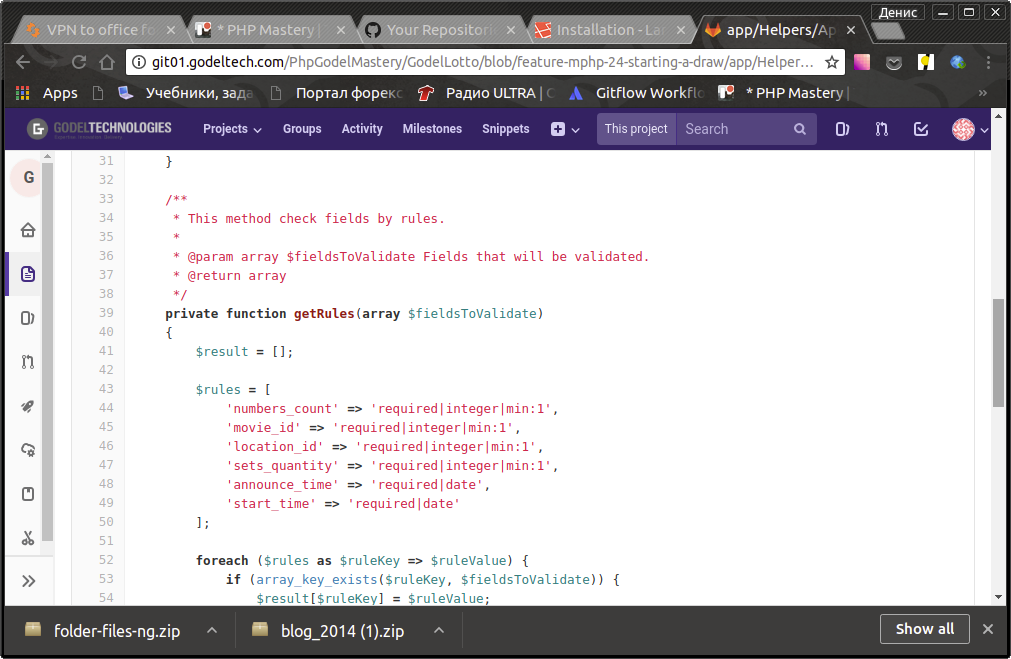 Денис
VPN to office fo
* PHP Mastery |
Your Repositorie
Installation - Lar
app/Helpers/Ap
git01.godeltech.com/PhpGodelMastery/GodelLotto/blob/feature-mphp-24-starting-a-draw/app/Helper...
Apps
Учебники, зада
Портал форекс
Радио ULTRA | С
Gitflow Workflo
* PHP Mastery |
GODELTECHNOLOGIES
Projects
Groups
Activity
Milestones
Snippets
This project
Search
G
31 }
32
33 /**
34 * This method check fields by rules.
35 *
36 * @param array $fieldsToValidate Fields that will be validated.
37 * @return array
38 */
39 private function getRules(array $fieldsToValidate)
40 {
41 $result = [];
42
43 $rules = [
44 'numbers_count' => 'required|integer|min:1',
45 'movie_id' => 'required|integer|min:1',
46 'location_id' => 'required|integer|min:1',
47 'sets_quantity' => 'required|integer|min:1',
48 'announce_time' => 'required|date',
49 'start_time' => 'required|date'
50 ];
51
52 foreach ($rules as $ruleKey => $ruleValue) {
53 if (array_key_exists($ruleKey, $fieldsToValidate)) {
54 $result[$ruleKey] = $ruleValue;
folder-files-ng.zip
blog_2014 (1).zip
Show all